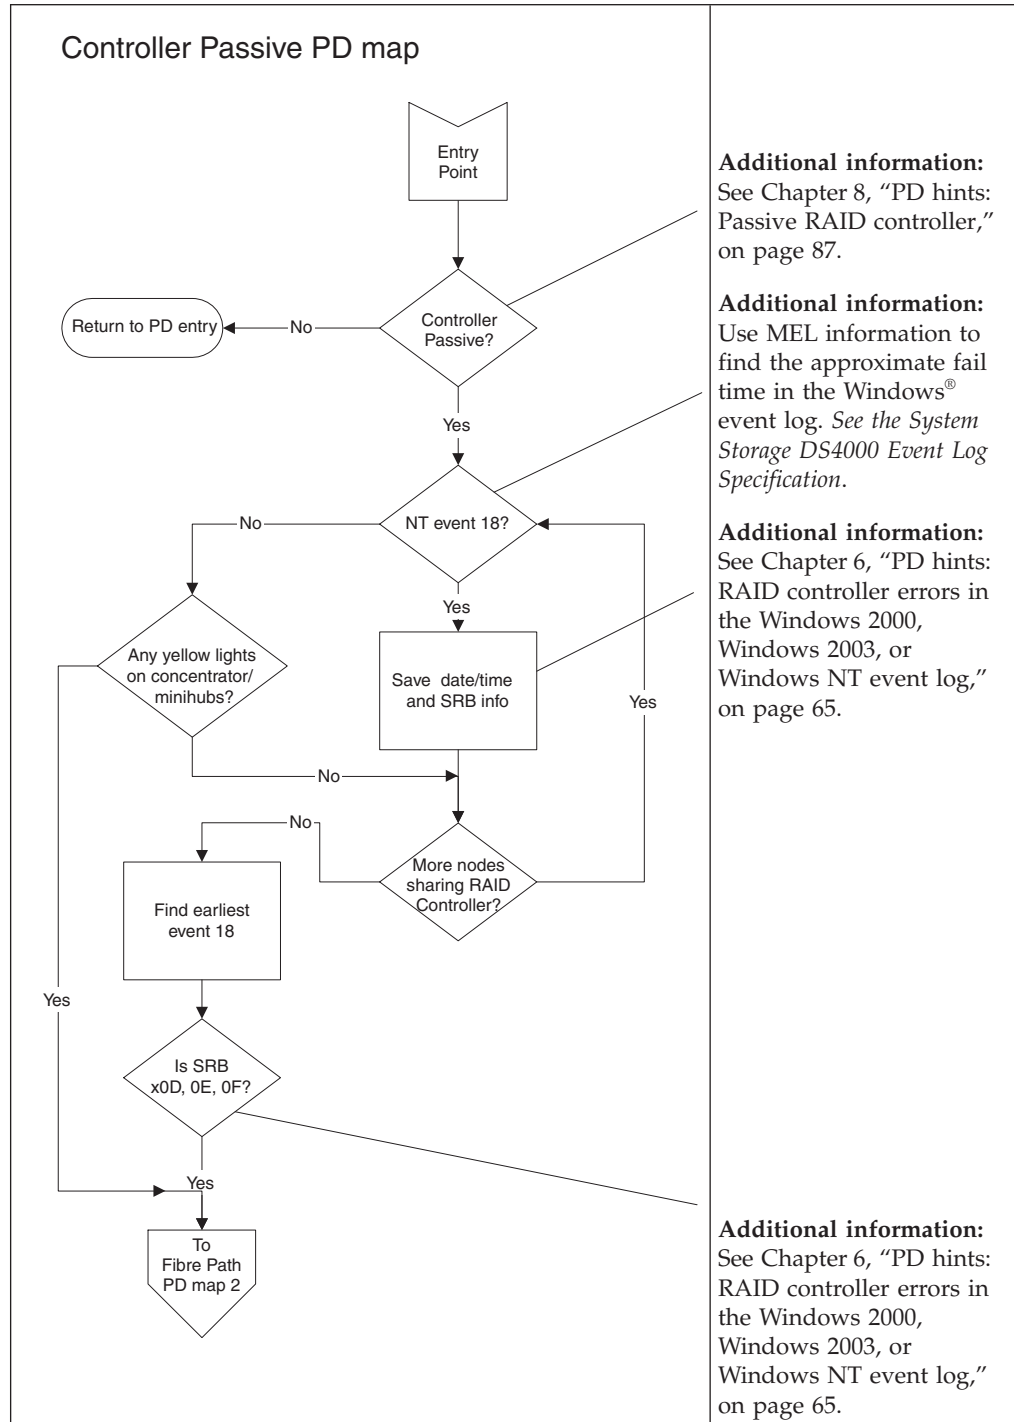 Controller Passive PD map
Entry
Point
Controller
Passive?
No
Return to PD entry
Yes
NT event 18?
No
Yes
Any yellow lights
on concentrator/
minihubs?
Save date/time
and SRB info
Yes
No
More nodes
sharing RAID
Controller?
No
Find earliest
event 18
Yes
Is SRB
x0D, 0E, 0F?
Yes
To
Fibre Path
PD map 2
Additional information:
See Chapter 8, “PD hints:
Passive RAID controller,”
on page 87.
Additional information:
Use MEL information to
find the approximate fail
time in the Windows®
event log. See the System
Storage DS4000 Event Log
Specification.
Additional information:
See Chapter 6, “PD hints:
RAID controller errors in
the Windows 2000,
Windows 2003, or
Windows NT event log,”
on page 65.
Additional information:
See Chapter 6, “PD hints:
RAID controller errors in
the Windows 2000,
Windows 2003, or
Windows NT event log,”
on page 65.